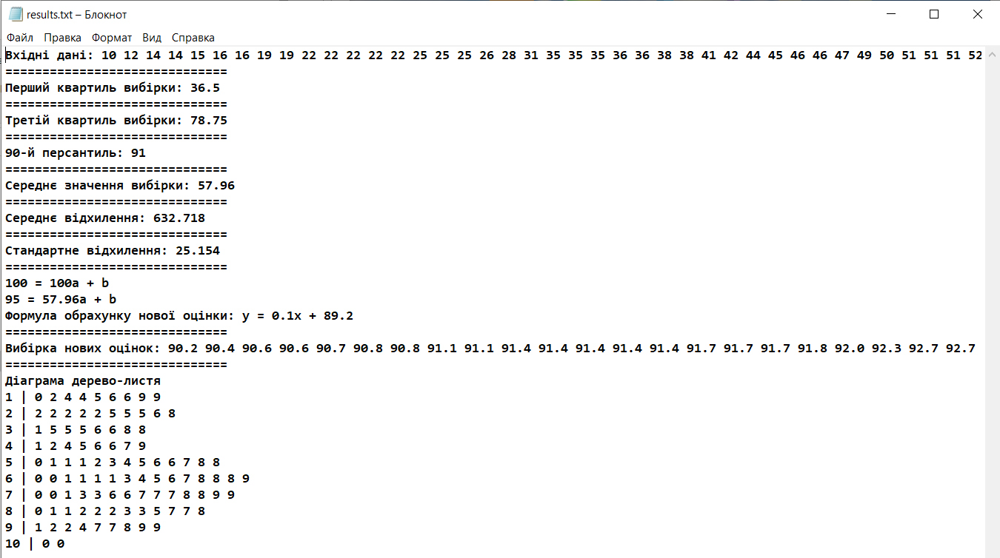 results.txt – Блокнот
Файл Правка Формат Вид Справка
Вхідні дані: 10 12 14 14 15 16 16 19 19 22 22 22 22 22 25 25 25 26 28 31 35 35 35 36 36 38 38 41 42 44 45 46 46 47 49 50 51 51 51 52
==============================
Перший квартиль вибірки: 36.5
==============================
Третій квартиль вибірки: 78.75
==============================
90-й персантиль: 91
==============================
Середнє значення вибірки: 57.96
==============================
Середнє відхилення: 632.718
==============================
Стандартне відхилення: 25.154
==============================
100 = 100a + b
95 = 57.96a + b
Формула обрахунку нової оцінки: y = 0.1x + 89.2
==============================
Вибірка нових оцінок: 90.2 90.4 90.6 90.6 90.7 90.8 90.8 91.1 91.1 91.4 91.4 91.4 91.4 91.4 91.7 91.7 91.7 91.8 92.0 92.3 92.7 92.7
==============================
Діаграма дерево-листя
1 | 0 2 4 4 5 6 6 9 9
2 | 2 2 2 2 2 5 5 5 6 8
3 | 1 5 5 5 6 6 8 8
4 | 1 2 4 5 6 6 7 9
5 | 0 1 1 1 2 3 4 5 6 6 7 8 8
6 | 0 0 1 1 1 1 3 4 5 6 7 8 8 8 9
7 | 0 0 1 3 3 6 6 7 7 7 8 8 9 9
8 | 0 1 1 2 2 2 3 3 5 7 7 8
9 | 1 2 2 4 7 7 8 9 9
10 | 0 0